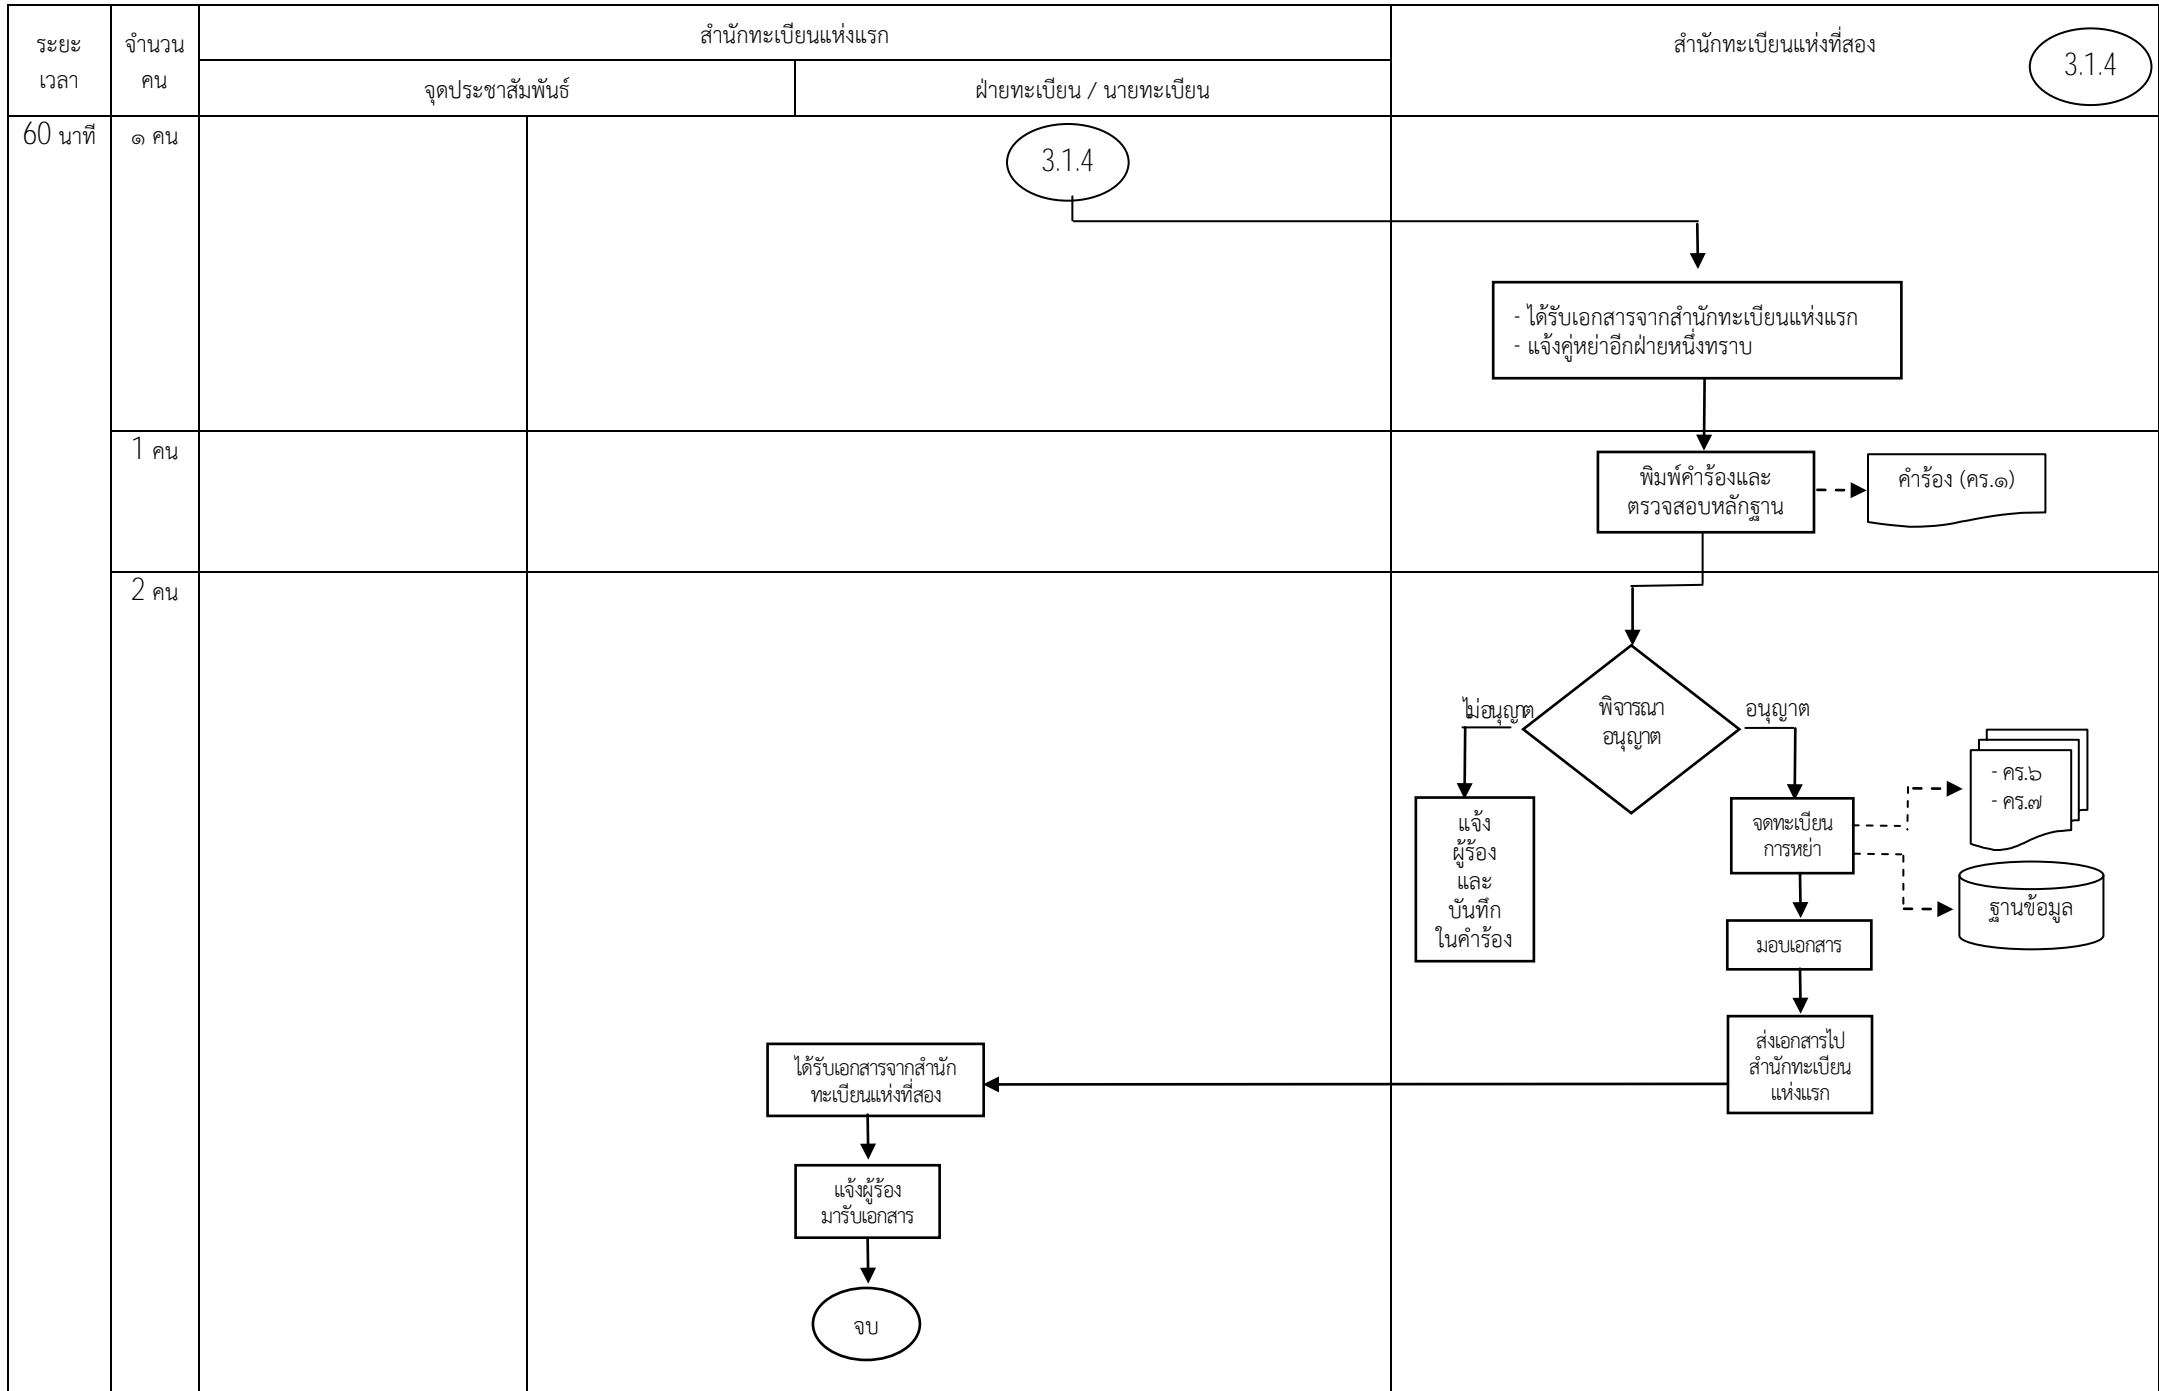 ระยะ
เวลา
จำนวน
คน
สำนักทะเบียนแห่งแรก
สำนักทะเบียนแห่งที่สอง
3.1.4
จุดประชาสัมพันธ์
ฝ่ายทะเบียน / นายทะเบียน
60 นาที
๑ คน
3.1.4
- ได้รับเอกสารจากสำนักทะเบียนแห่งแรก
- แจ้งคู่หย่าอีกฝ่ายหนึ่งทราบ
1 คน
พิมพ์คำร้องและ
ตรวจสอบหลักฐาน
คำร้อง (คร.๑)
2 คน
ไม่อนุญาต
พิจารณา
อนุญาต
อนุญาต
- คร.๖
- คร.๗
แจ้ง
ผู้ร้อง
และ
บันทึก
ในคำร้อง
จดทะเบียน
การหย่า
ฐานข้อมูล
มอบเอกสาร
ส่งเอกสารไป
สำนักทะเบียน
แห่งแรก
ได้รับเอกสารจากสำนัก
ทะเบียนแห่งที่สอง
แจ้งผู้ร้อง
มารับเอกสาร
จบ